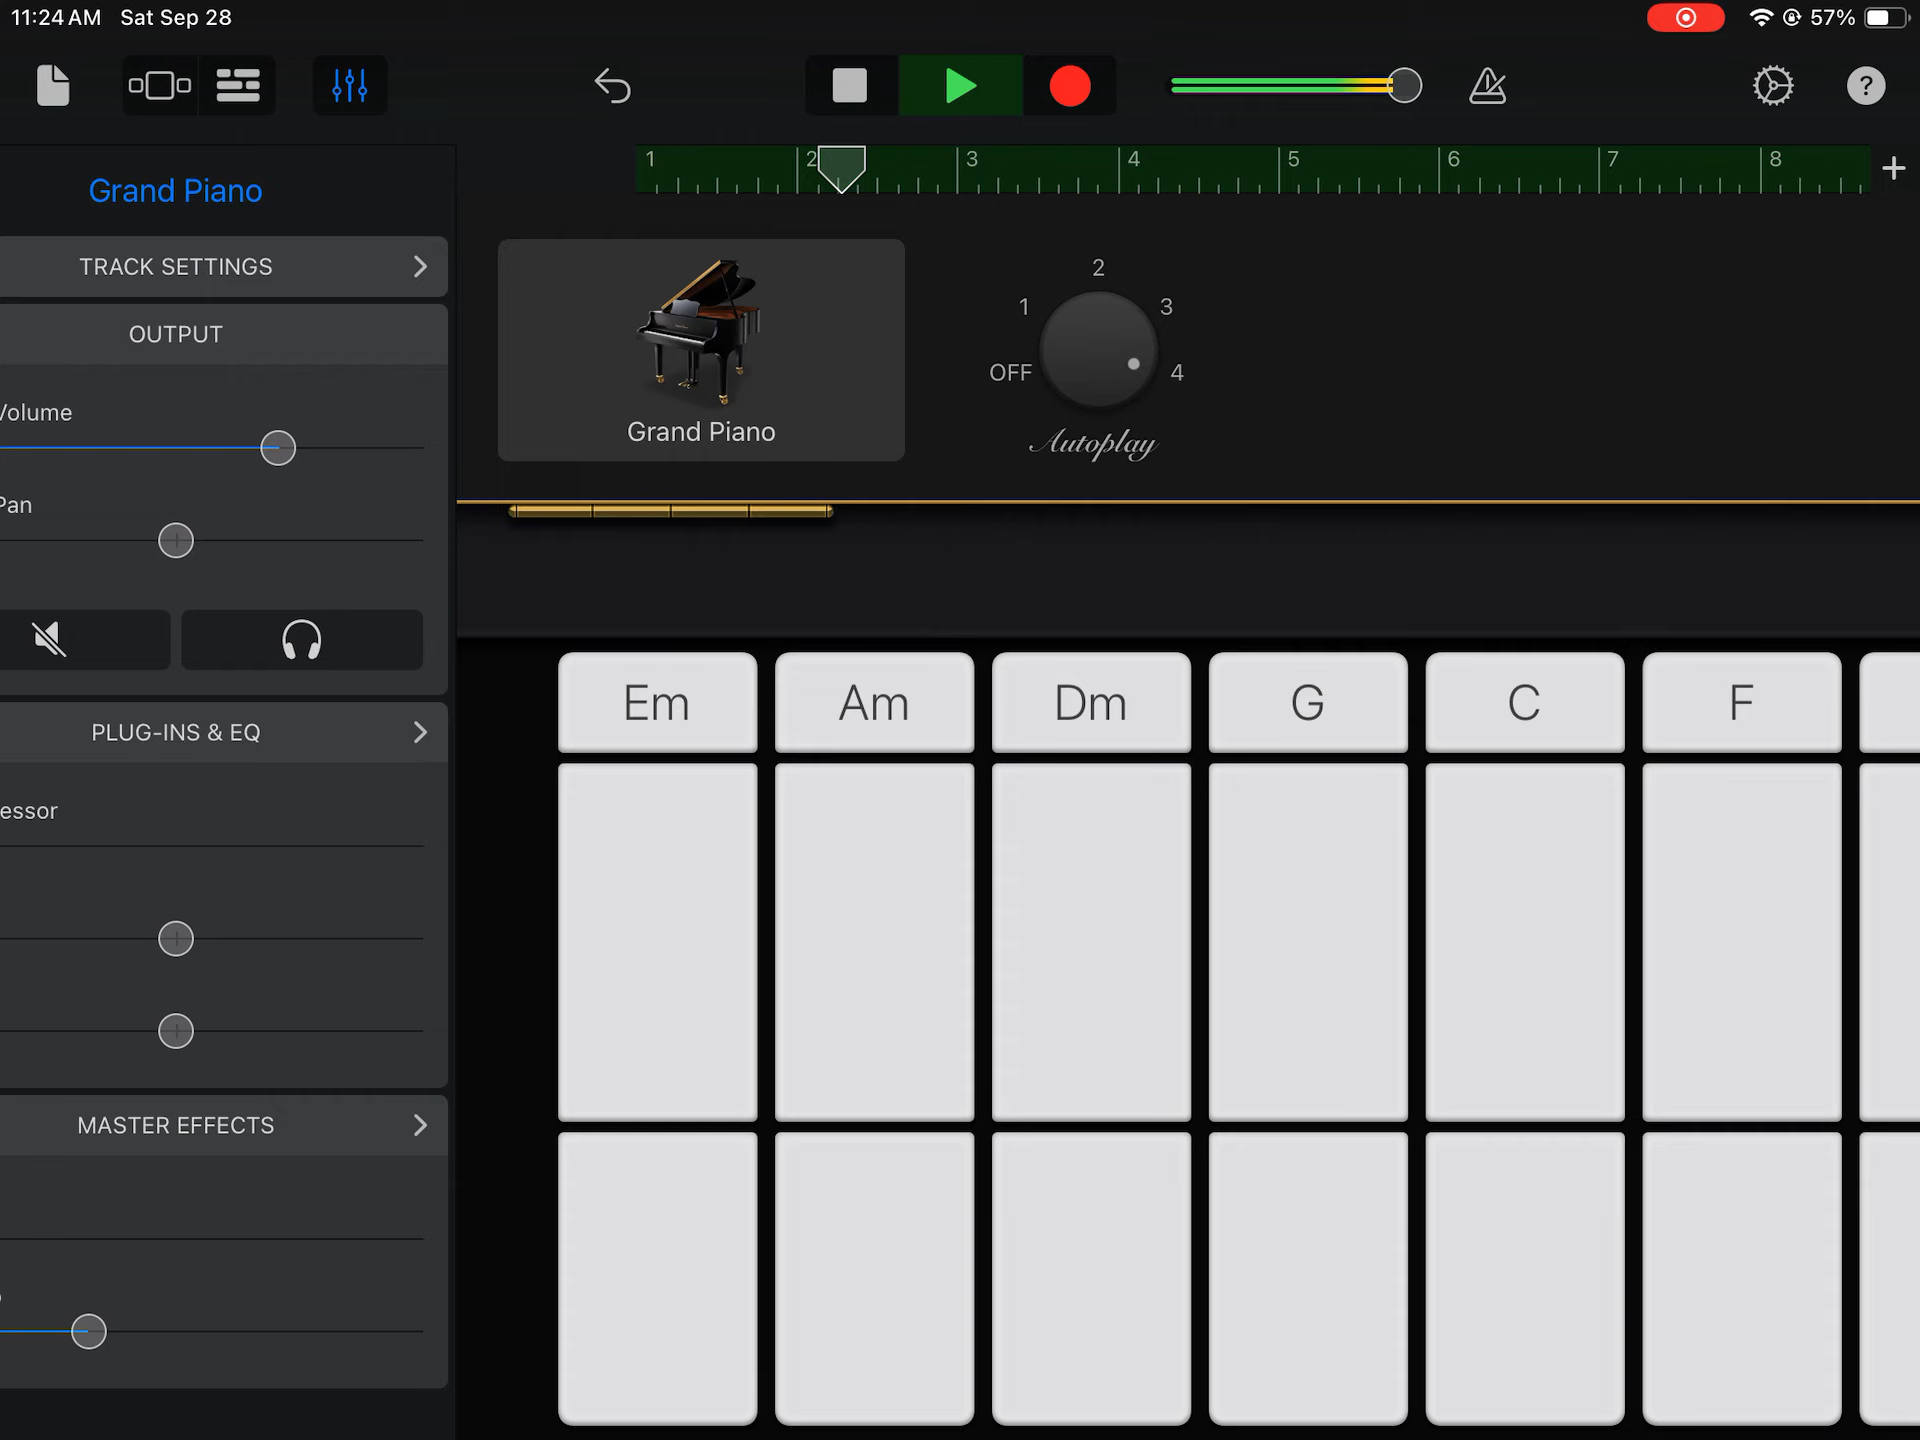 11:24 AM Sat Sep 28
57%
?
1 2 3 4 5 6 7 8
Grand Piano
TRACK SETTINGS
OUTPUT
Volume
Pan
PLUG-INS & EQ
essor
MASTER EFFECTS
Grand Piano
2
1 3
OFF 4
Autoplay
Em Am Dm G C F